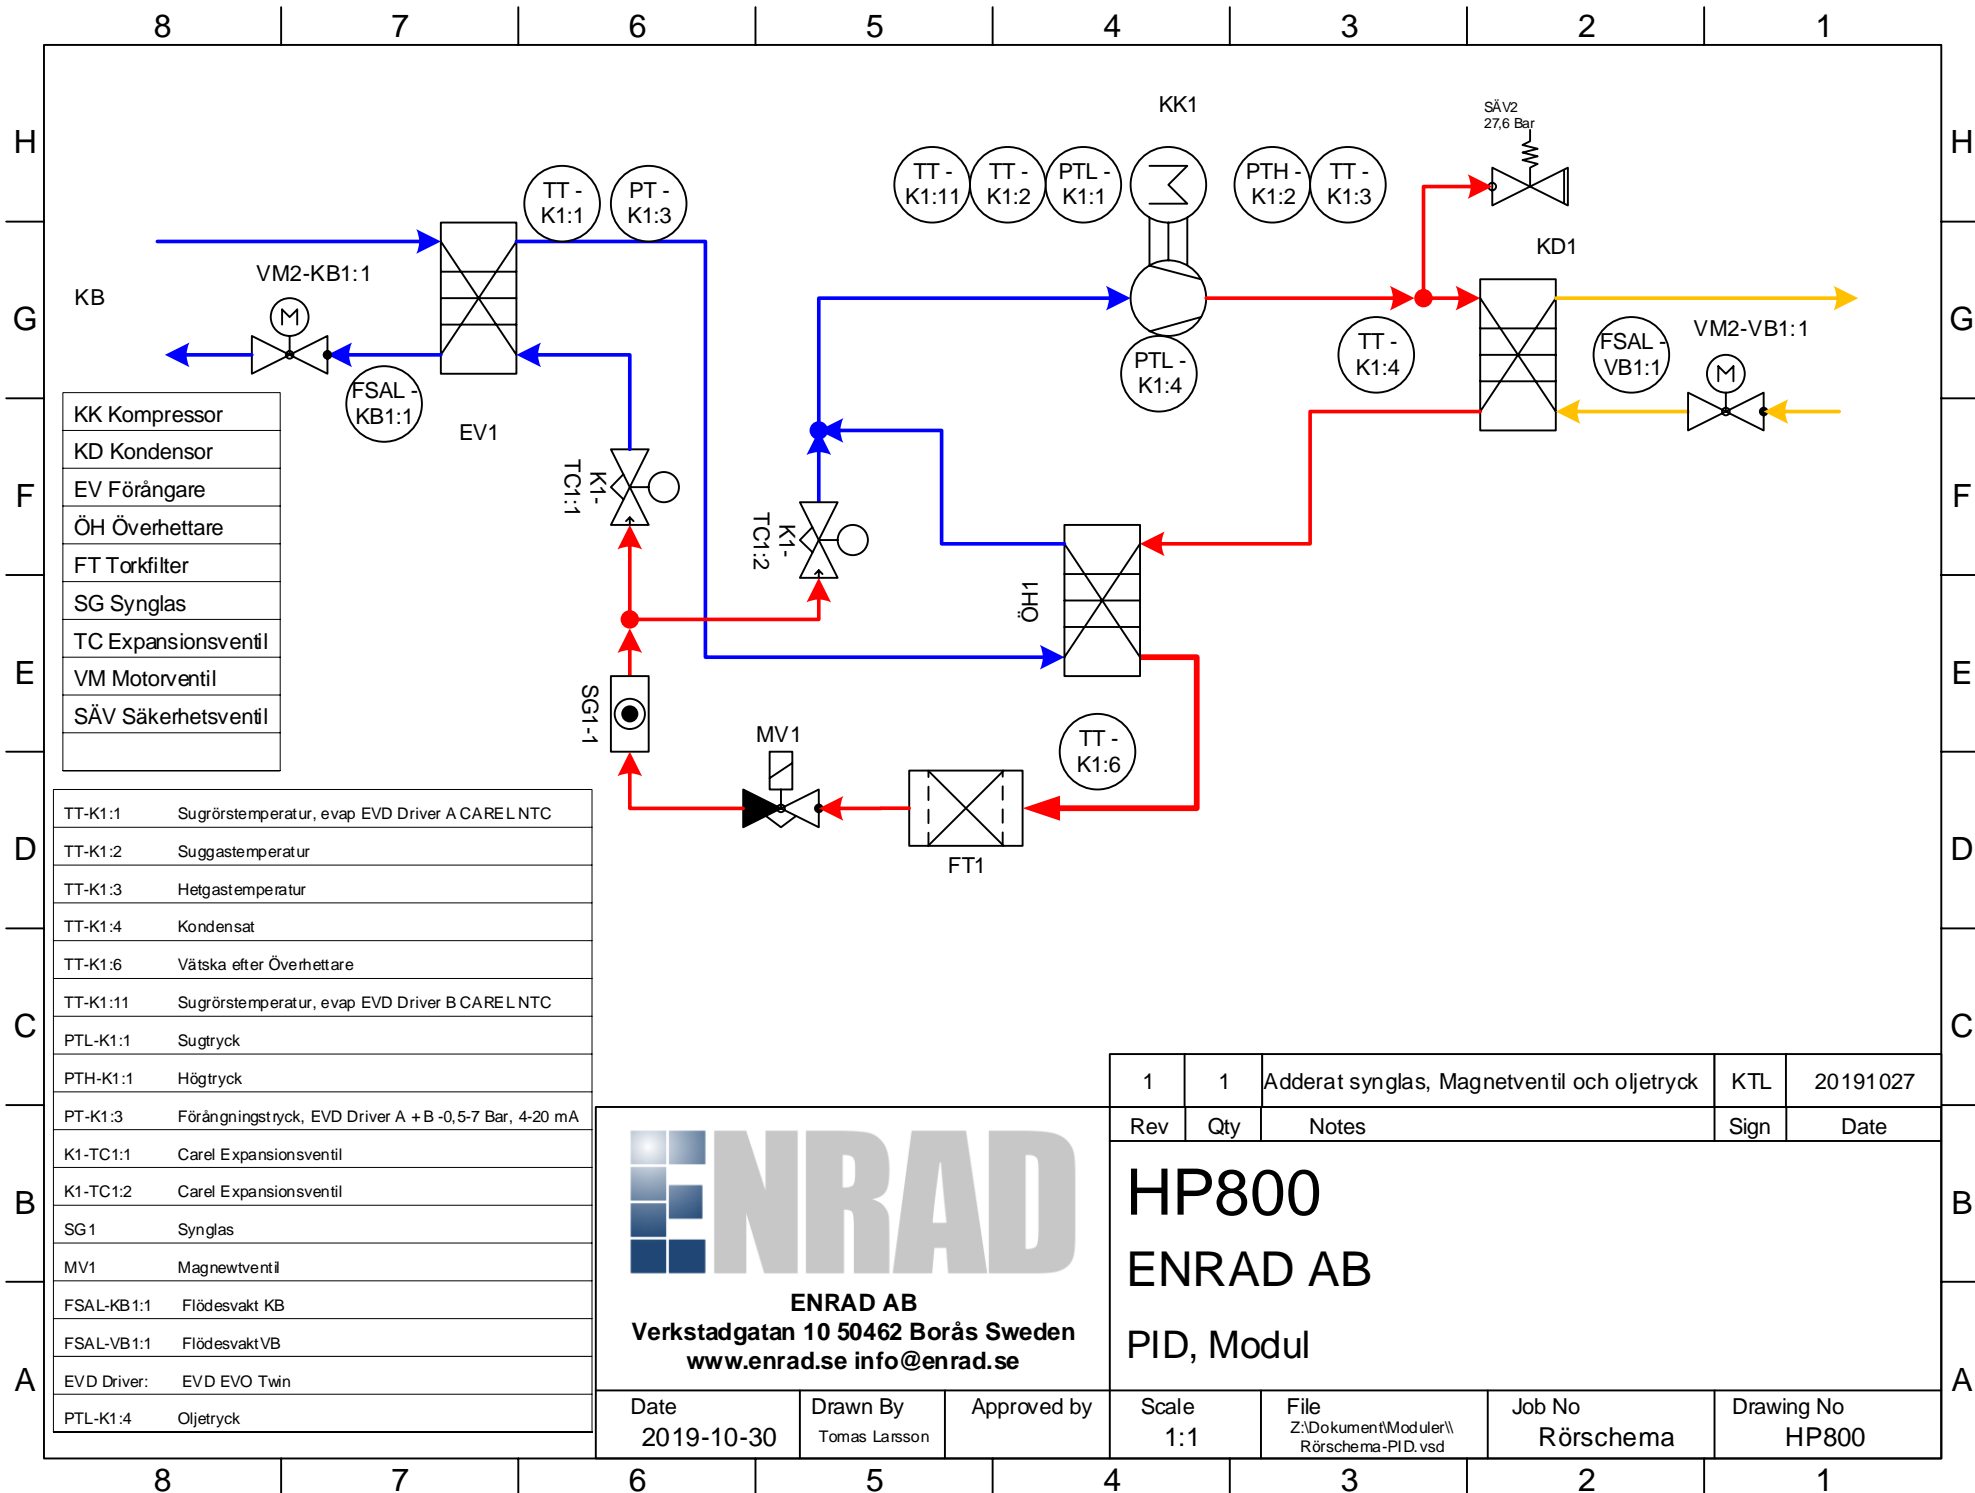 8 7 6 5 4 3 2 1
H
G
F
E
D
C
B
A
H
G
F
E
D
C
B
A
KK1
SÄV2
27,6 Bar
TT -
K1:1
PT -
K1:3
TT -
K1:11
TT -
K1:2
PTL -
K1:1
PTH -
K1:2
TT -
K1:3
KD1
KB
VM2-KB1:1
M
FSAL -
KB1:1
EV1
PTL -
K1:4
TT -
K1:4
FSAL -
VB1:1
VM2-VB1:1
M
K1-
TC1:1
K1-
TC1:2
ÖH1
SG1-1
MV1
TT -
K1:6
FT1
KK Kompressor
KD Kondensor
EV Förångare
ÖH Överhettare
FT Torkfilter
SG Synglas
TC Expansionsventil
VM Motorventil
SÄV Säkerhetsventil
TT-K1:1 Sugrörstemperatur, evap EVD Driver A CAREL NTC
TT-K1:2 Suggastemperatur
TT-K1:3 Hetgastemperatur
TT-K1:4 Kondensat
TT-K1:6 Vätska efter Överhettare
TT-K1:11 Sugrörstemperatur, evap EVD Driver B CAREL NTC
PTL-K1:1 Sugtryck
PTH-K1:1 Högtryck
PT-K1:3 Förångningstryck, EVD Driver A + B -0,5-7 Bar, 4-20 mA
K1-TC1:1 Carel Expansionsventil
K1-TC1:2 Carel Expansionsventil
SG1 Synglas
MV1 Magnewtventil
FSAL-KB1:1 Flödesvakt KB
FSAL-VB1:1 Flödesvakt VB
EVD Driver: EVD EVO Twin
PTL-K1:4 Oljetryck
1 1 Adderat synglas, Magnetventil och oljetryck KTL 20191027
Rev Qty Notes Sign Date
ENRAD
ENRAD AB
Verkstadgatan 10 50462 Borås Sweden
www.enrad.se info@enrad.se
HP800
ENRAD AB
PID, Modul
Date
2019-10-30
Drawn By
Tomas Larsson
Approved by
Scale
1:1
File
Z:\Dokument\Moduler\\
Rörschema-PID.vsd
Job No
Rörschema
Drawing No
HP800
8 7 6 5 4 3 2 1